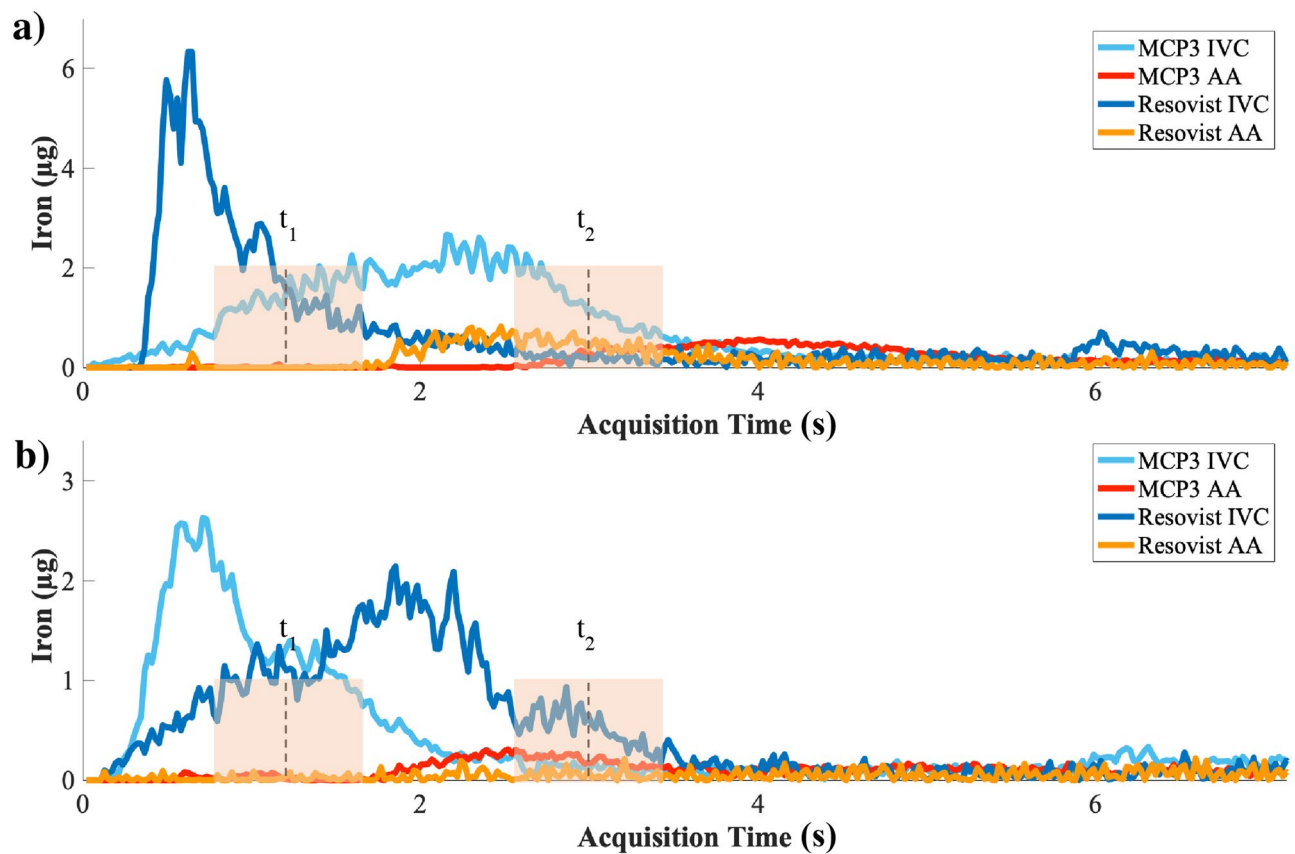 a)
Iron (µg)
6
4
2
0
t1
t2
MCP3 IVC
MCP3 AA
Resovist IVC
Resovist AA
0 2 4 6
Acquisition Time (s)
b)
Iron (µg)
3
2
1
0
t1
t2
MCP3 IVC
MCP3 AA
Resovist IVC
Resovist AA
0 2 4 6
Acquisition Time (s)